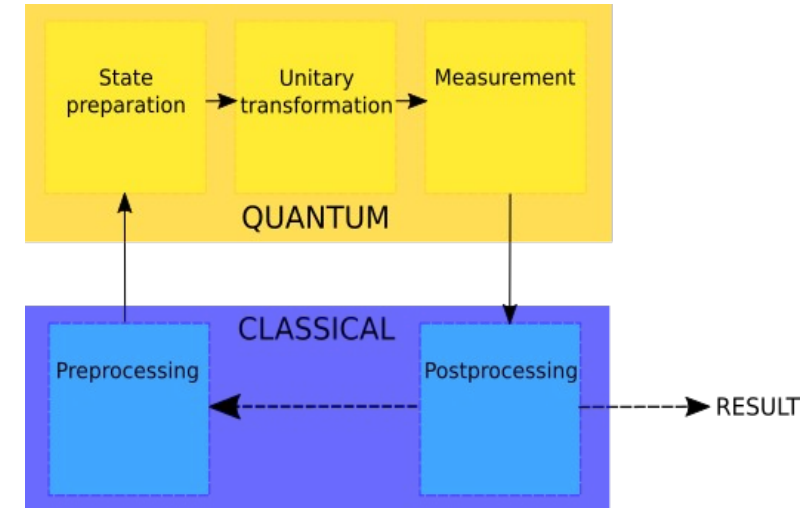 State
preparation
Unitary
transformation
Measurement
QUANTUM
CLASSICAL
Preprocessing
Postprocessing
RESULT